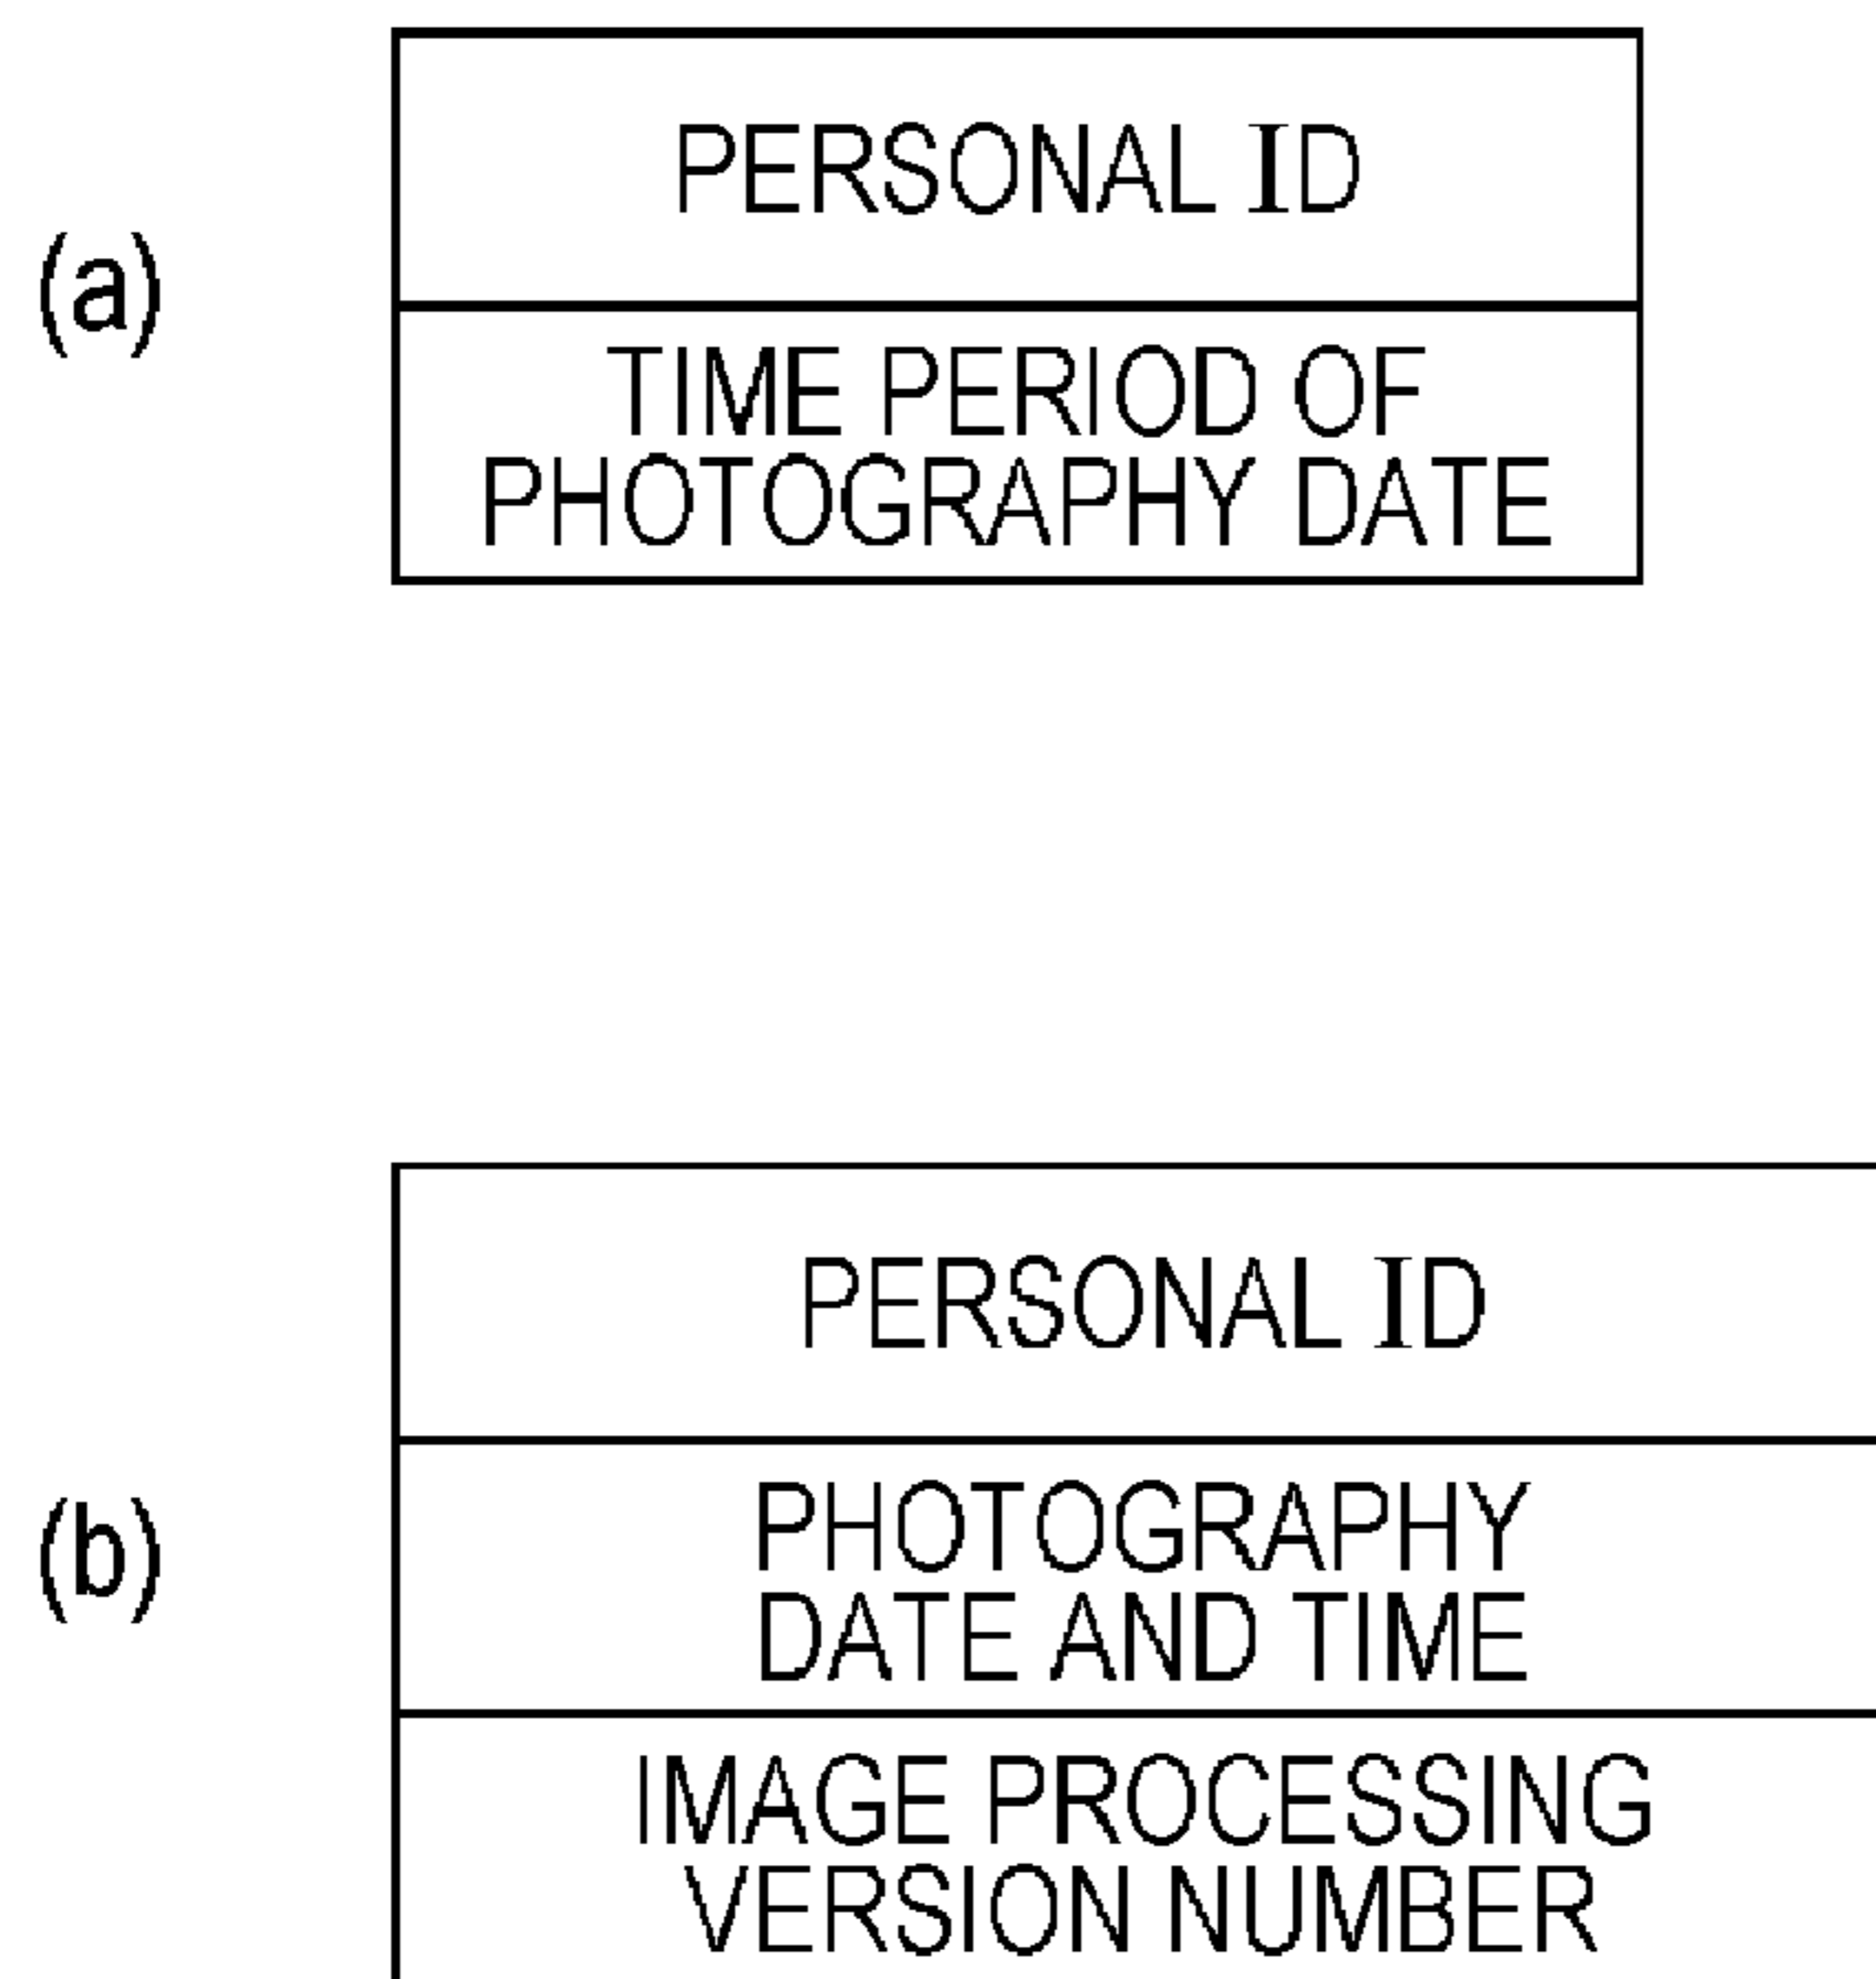 (a)
PERSONAL ID
TIME PERIOD OF
PHOTOGRAPHY DATE
(b)
PERSONAL ID
PHOTOGRAPHY
DATE AND TIME
IMAGE PROCESSING
VERSION NUMBER